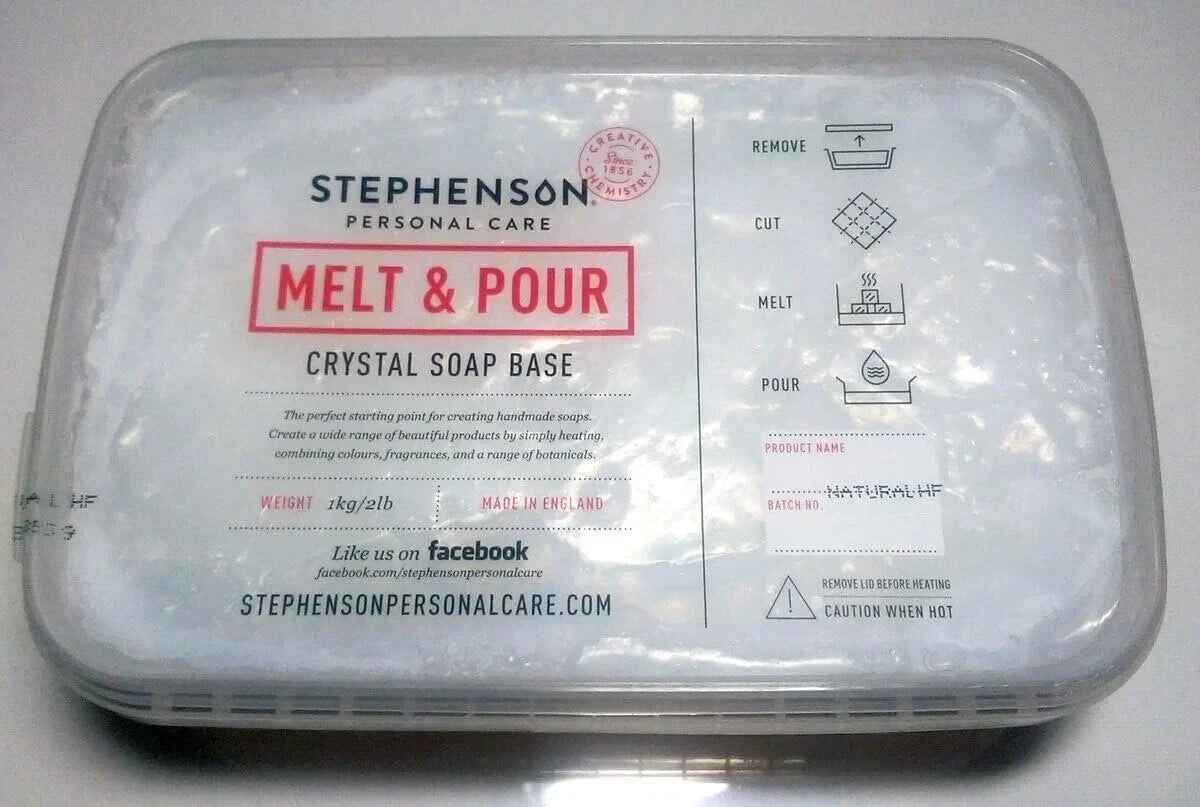 CREATIVE
Since
1856
CHEMISTRY
STEPHENSON®
PERSONAL CARE
MELT & POUR
CRYSTAL SOAP BASE
The perfect starting point for creating handmade soaps.
Create a wide range of beautiful products by simply heating,
combining colours, fragrances, and a range of botanicals.
WEIGHT 1kg/2lb
MADE IN ENGLAND
Like us on facebook
facebook.com/stephensonpersonalcare
STEPHENSONPERSONALCARE.COM
REMOVE
CUT
MELT
POUR
PRODUCT NAME
NATURAL HF
BATCH NO.
REMOVE LID BEFORE HEATING
CAUTION WHEN HOT